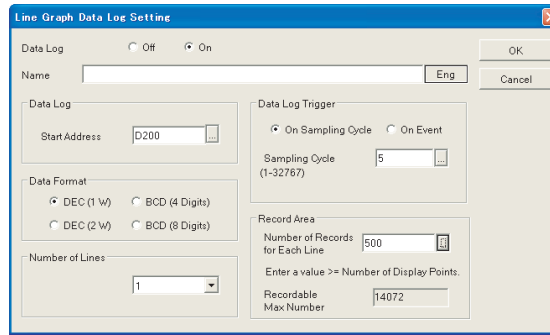 Line Graph Data Log Setting
Data Log Off On
OK
Name Eng
Cancel
Data Log
Start Address D200 ...
Data Format
DEC (1 W) BCD (4 Digits)
DEC (2 W) BCD (8 Digits)
Number of Lines
1
Data Log Trigger
On Sampling Cycle On Event
Sampling Cycle 5 ...
(1-32767)
Record Area
Number of Records
for Each Line 500
Enter a value >= Number of Display Points.
Recordable
Max Number 14072